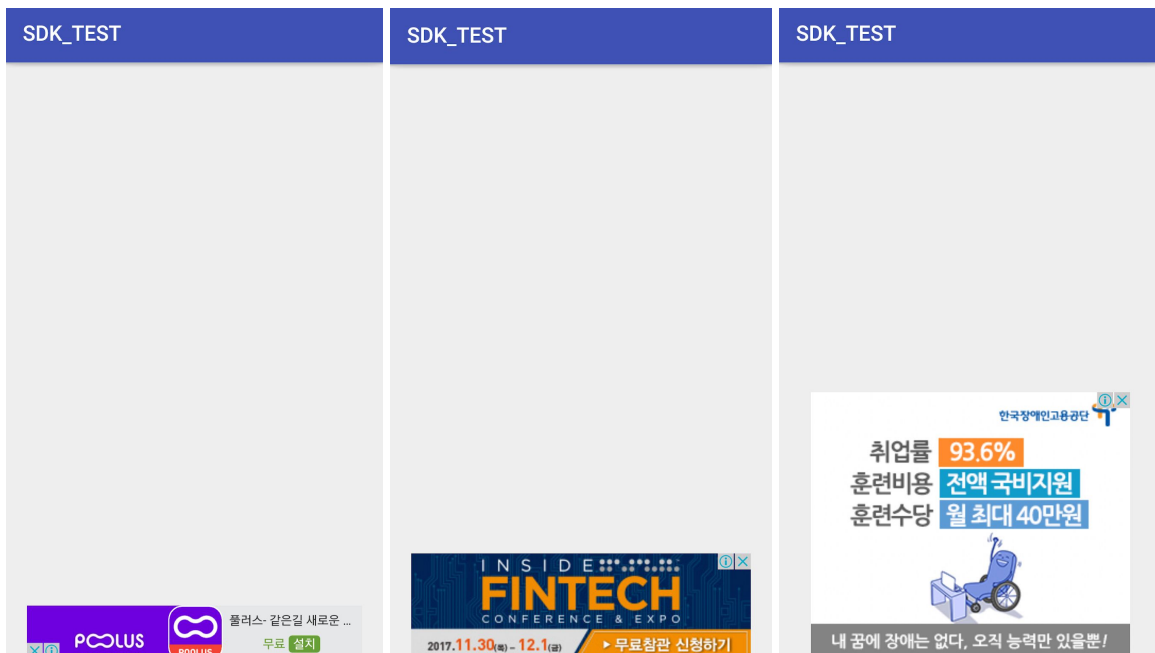 SDK_TEST
POOLUS
POOLUS
풀러스- 같은길 새로운 ...
무료 설치
SDK_TEST
INSIDE
FINTECH
CONFERENCE & EXPO
2017.11.30(목) - 12.1(금)
무료참관 신청하기
SDK_TEST
한국장애인고용공단
취업률 93.6%
훈련비용 전액 국비지원
훈련수당 월 최대 40만원
내 꿈에 장애는 없다, 오직 능력만 있을뿐!